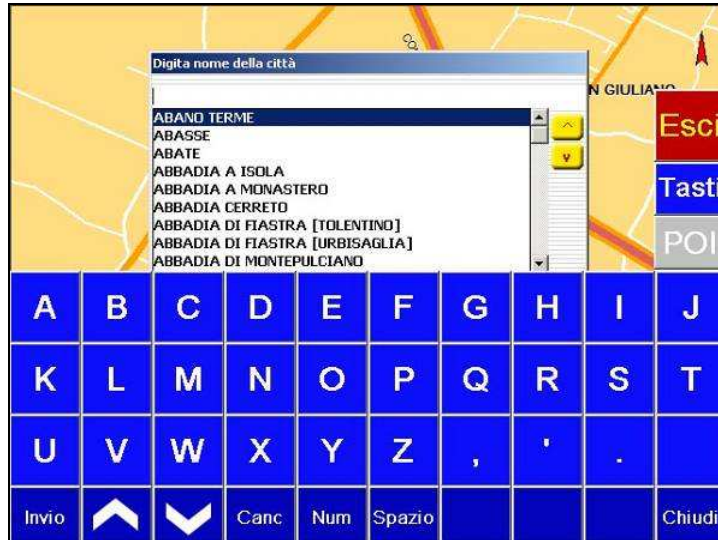 Digita nome della città
N GIULIANO
ABANO TERME
ABASSE
ABATE
ABBADIA A ISOLA
ABBADIA A MONASTERO
ABBADIA CERRETO
ABBADIA DI FIASTRA [TOLENTINO]
ABBADIA DI FIASTRA [URBISAGLIA]
ABBADIA DI MONTEPULCIANO
Esci
Tasti
POI
A B C D E F G H I J
K L M N O P Q R S T
U V W X Y Z , ' .
Invio Canc Num Spazio Chiudi